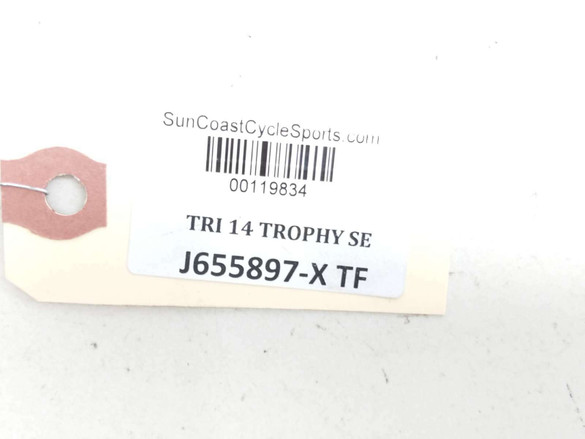 SunCoastCycleSports.com
00119834
TRI 14 TROPHY SE
J655897-X TF